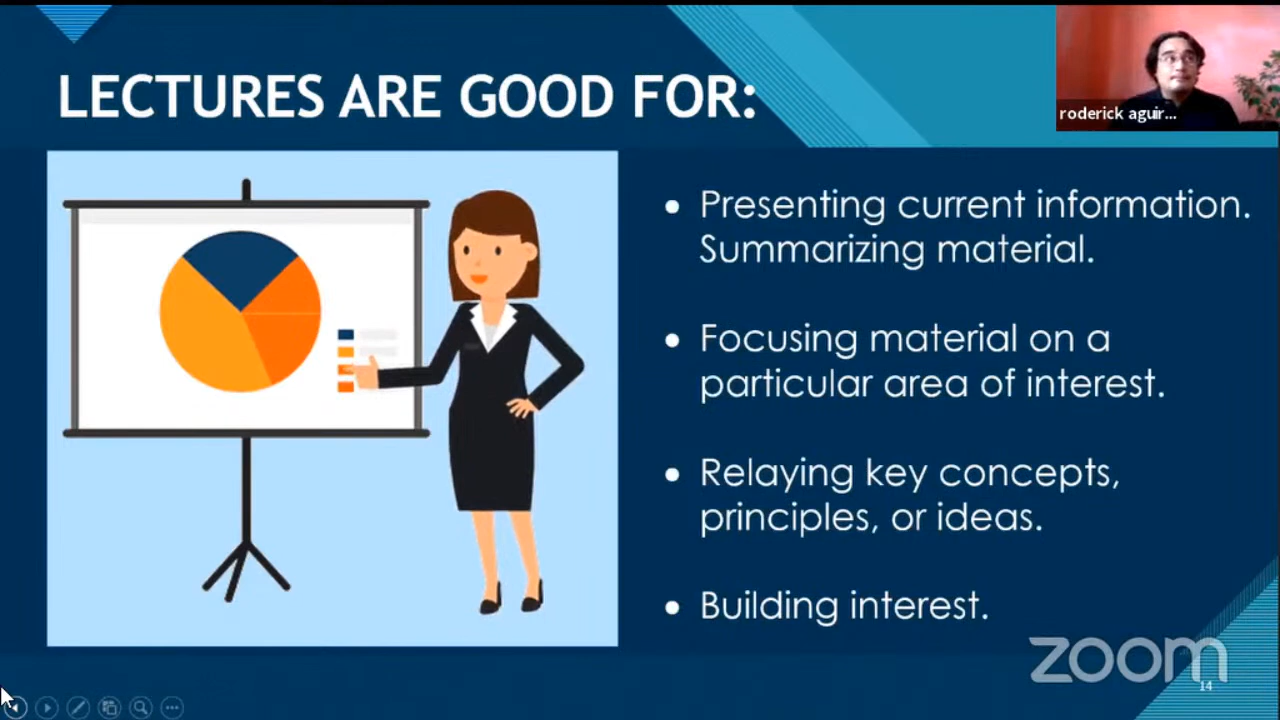 LECTURES ARE GOOD FOR:
roderick aguir...
• Presenting current information.
Summarizing material.
• Focusing material on a
particular area of interest.
• Relaying key concepts,
principles, or ideas.
• Building interest.
zoom
14